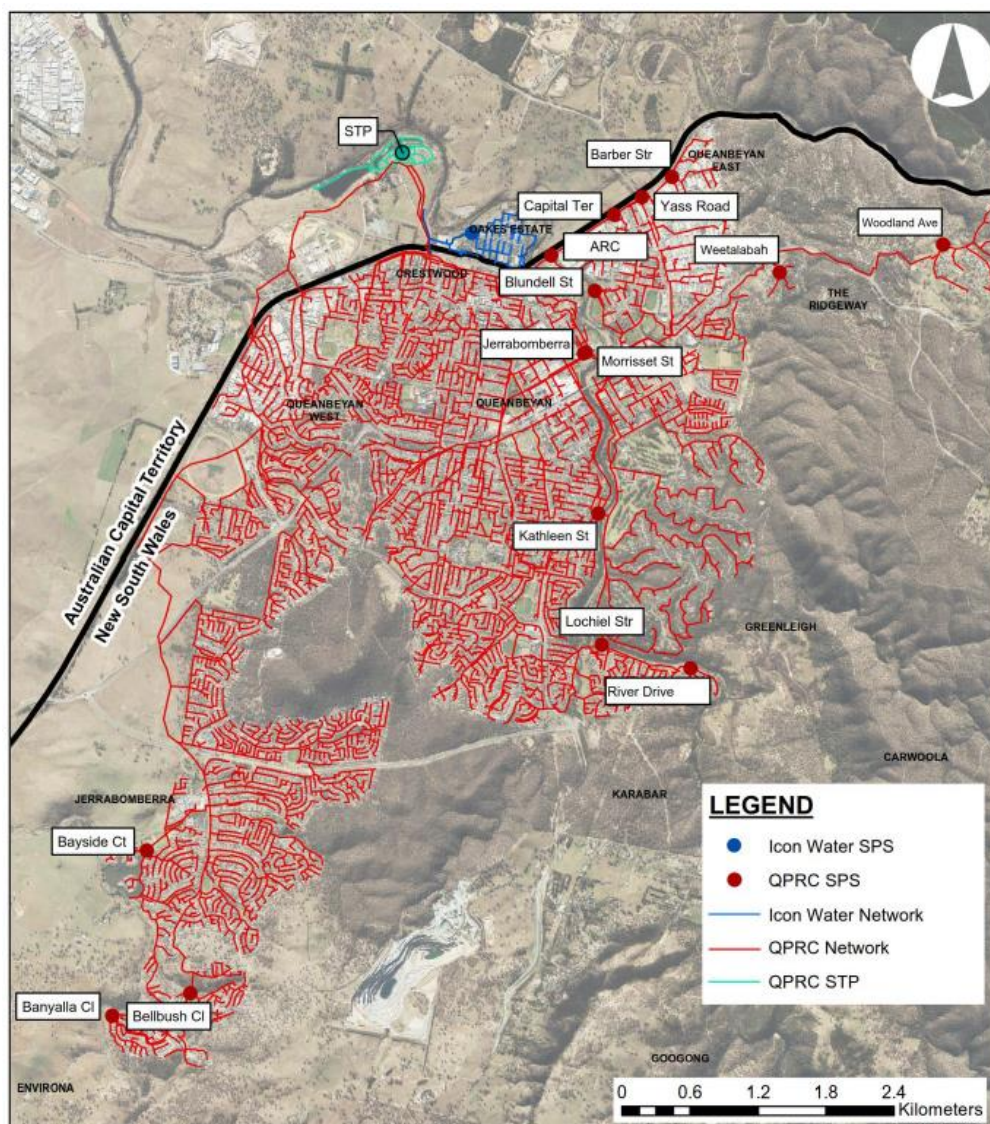 STP
Barber Str
QUEANBEYAN
EAST
Capital Ter
Yass Road
OAKES ESTATE
Woodland Ave
ARC
Weetalabah
CRESTWOOD
Blundell St
THE
RIDGEWAY
Jerrabomberra
Morrisset St
QUEANBEYAN
WEST
QUEANBEYAN
Australian Capital Territory
New South Wales
Kathleen St
Lochiel Str
GREENLEIGH
River Drive
CARWOOLA
JERRABOMBERRA
KARABAR
Bayside Ct
LEGEND
Icon Water SPS
QPRC SPS
Icon Water Network
QPRC Network
QPRC STP
Banyalla Cl
Bellbush Cl
GOOGONG
ENVIRONA
0 0.6 1.2 1.8 2.4
Kilometers